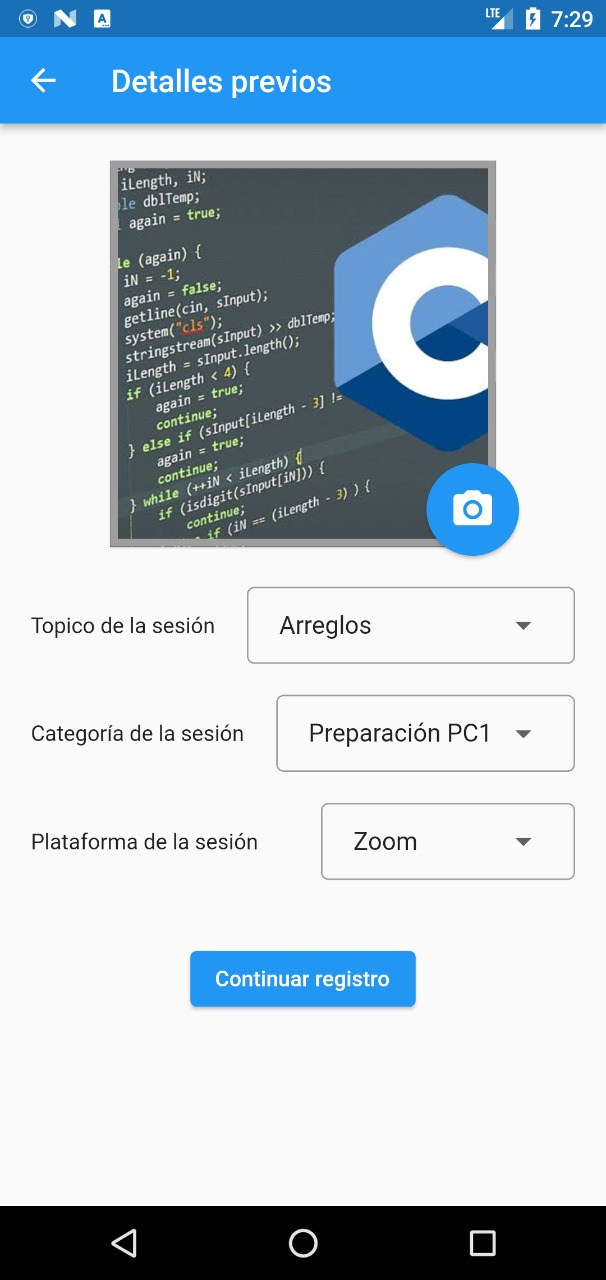 LTE 7:29
Detalles previos
iLength, iN;
dblTemp;
again = true;
(again) {
iN = -1;
again = false;
getline(cin, sInput);
system("cls");
stringstream(sInput) >> dblTemp;
iLength = sInput.length();
if (iLength < 4) {
again = true;
continue;
} else if (sInput[iLength - 3] !=
again = true;
continue;
} while (++iN < iLength) {
if (isdigit(sInput[iN])) {
continue;
if (iN == (iLength - 3) ) {
C
Topico de la sesión
Arreglos
Categoría de la sesión
Preparación PC1
Plataforma de la sesión
Zoom
Continuar registro